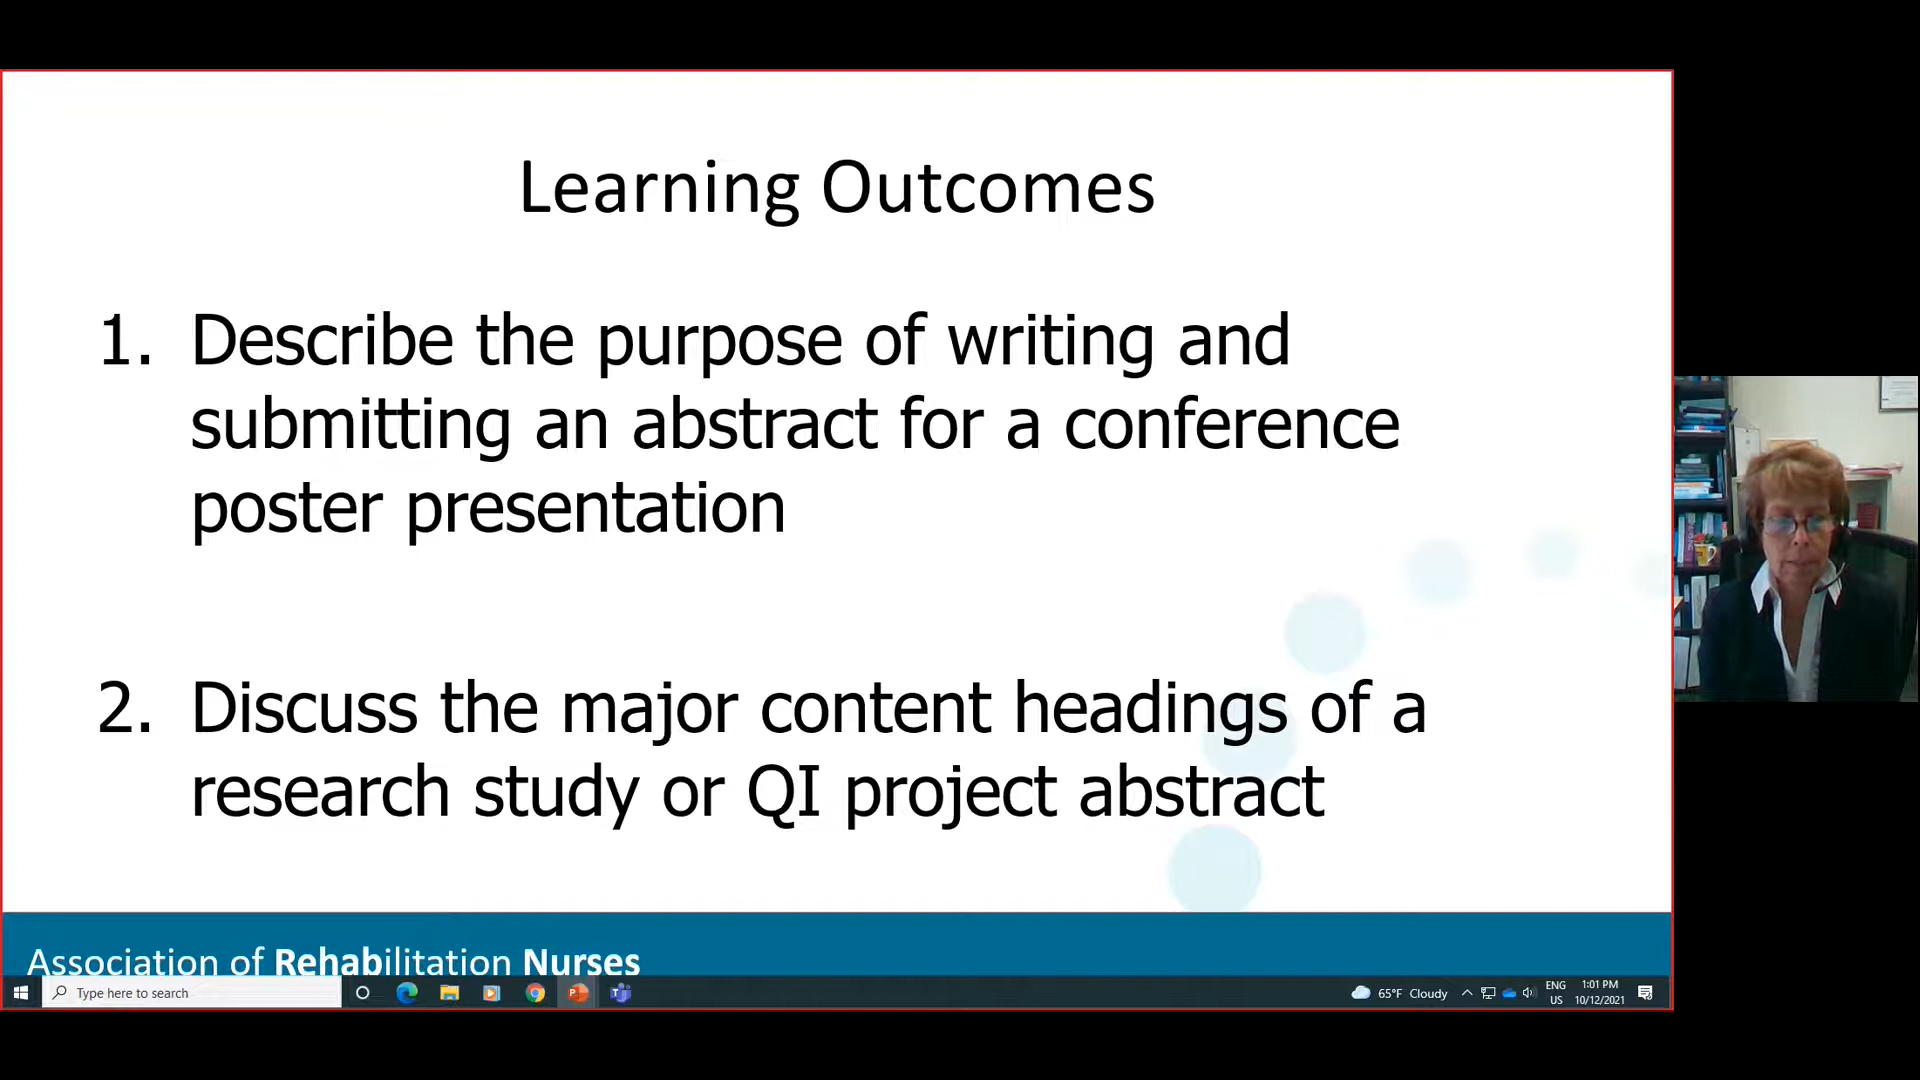 Learning Outcomes
1. Describe the purpose of writing and
submitting an abstract for a conference
poster presentation
2. Discuss the major content headings of a
research study or QI project abstract
Association of Rehabilitation Nurses
Type here to search
65°F Cloudy
ENG
US
1:01 PM
10/12/2021